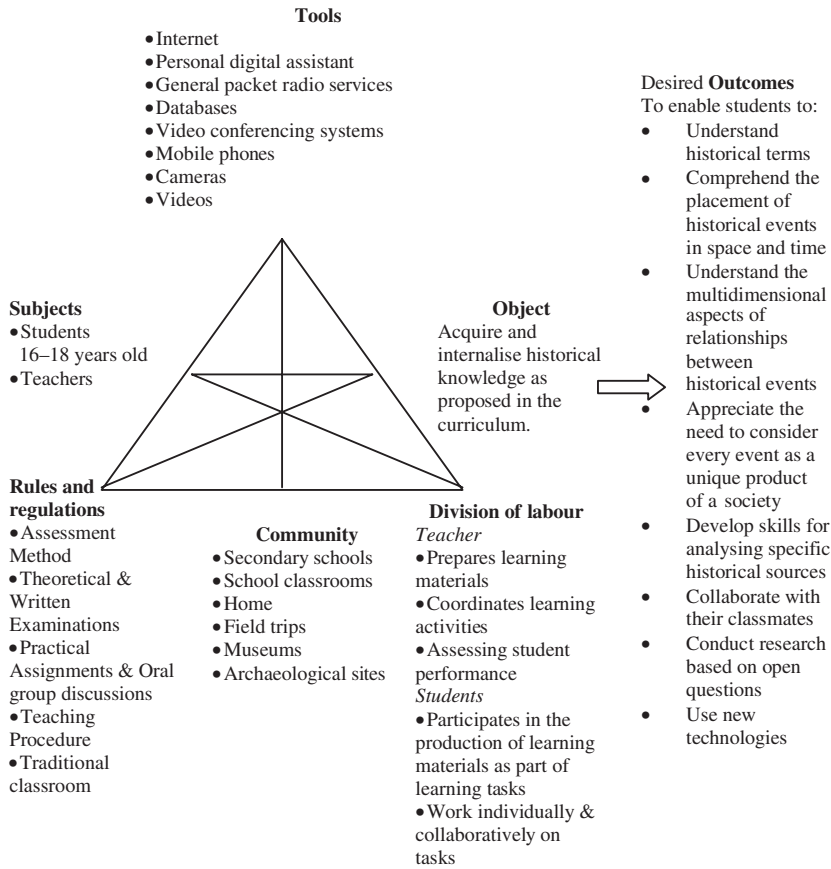 Tools
•Internet
•Personal digital assistant
•General packet radio services
•Databases
•Video conferencing systems
•Mobile phones
•Cameras
•Videos
Subjects
•Students
16–18 years old
•Teachers
Object
Acquire and
internalise historical
knowledge as
proposed in the
curriculum.
Desired Outcomes
To enable students to:
• Understand
historical terms
• Comprehend the
placement of
historical events
in space and time
• Understand the
multidimensional
aspects of
relationships
between
historical events
• Appreciate the
need to consider
every event as a
unique product
of a society
• Develop skills for
analysing specific
historical sources
• Collaborate with
their classmates
• Conduct research
based on open
questions
• Use new
technologies
Rules and
regulations
•Assessment
Method
•Theoretical &
Written
Examinations
•Practical
Assignments & Oral
group discussions
•Teaching
Procedure
•Traditional
classroom
Community
•Secondary schools
•School classrooms
•Home
•Field trips
•Museums
•Archaeological sites
Division of labour
Teacher
•Prepares learning
materials
•Coordinates learning
activities
•Assessing student
performance
Students
•Participates in the
production of learning
materials as part of
learning tasks
•Work individually &
collaboratively on
tasks